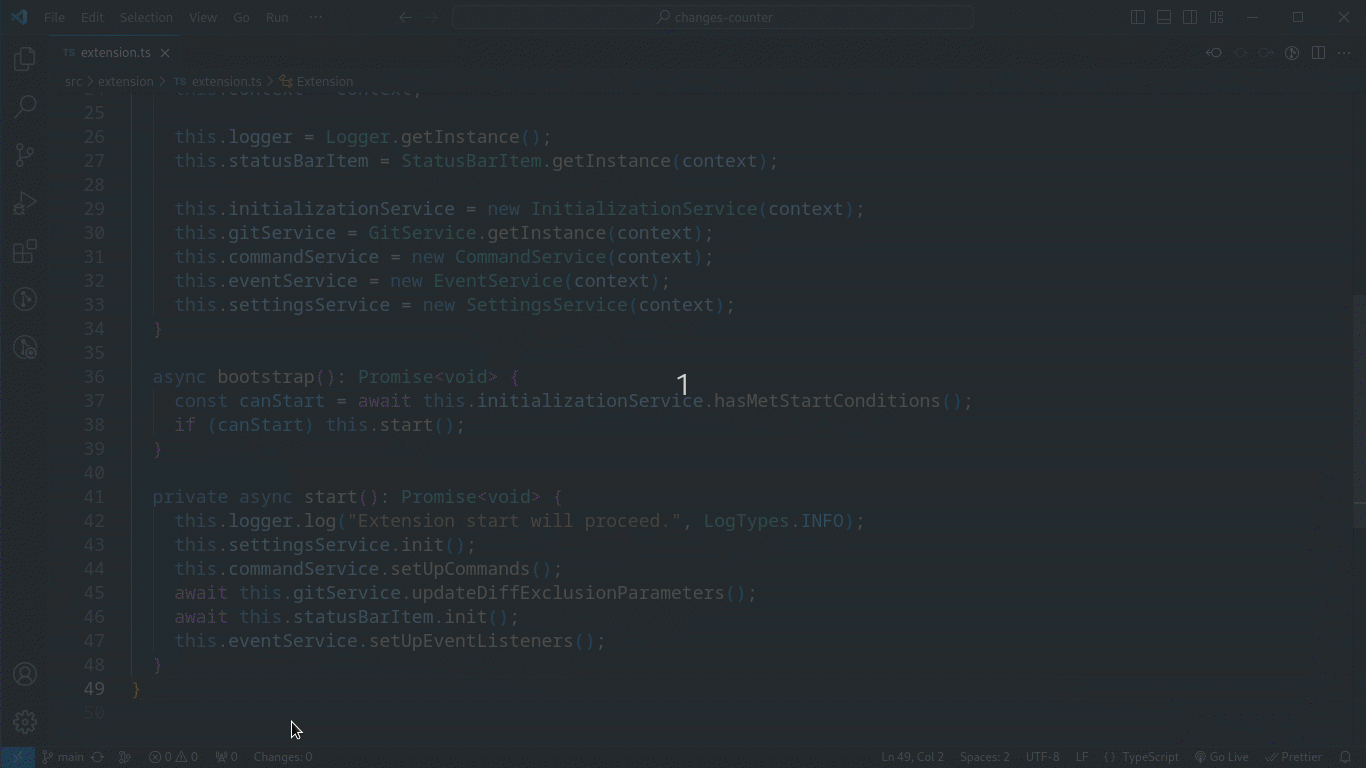 File Edit Selection View Go Run ··· changes-counter
TS extension.ts
src > extension > TS extension.ts > Extension
24 this.context = context;
25
26 this.logger = Logger.getInstance();
27 this.statusBarItem = StatusBarItem.getInstance(context);
28
29 this.initializationService = new InitializationService(context);
30 this.gitService = GitService.getInstance(context);
31 this.commandService = new CommandService(context);
32 this.eventService = new EventService(context);
33 this.settingsService = new SettingsService(context);
34 }
35
36 async bootstrap(): Promise<void> {
1
37 const canStart = await this.initializationService.hasMetStartConditions();
38 if (canStart) this.start();
39 }
40
41 private async start(): Promise<void> {
42 this.logger.log("Extension start will proceed.", LogTypes.INFO);
43 this.settingsService.init();
44 this.commandService.setUpCommands();
45 await this.gitService.updateDiffExclusionParameters();
46 await this.statusBarItem.init();
47 this.eventService.setUpEventListeners();
48 }
49 }
50
main 0 0 0 Changes: 0 Ln 49, Col 2 Spaces: 2 UTF-8 LF {} TypeScript Go Live Prettier